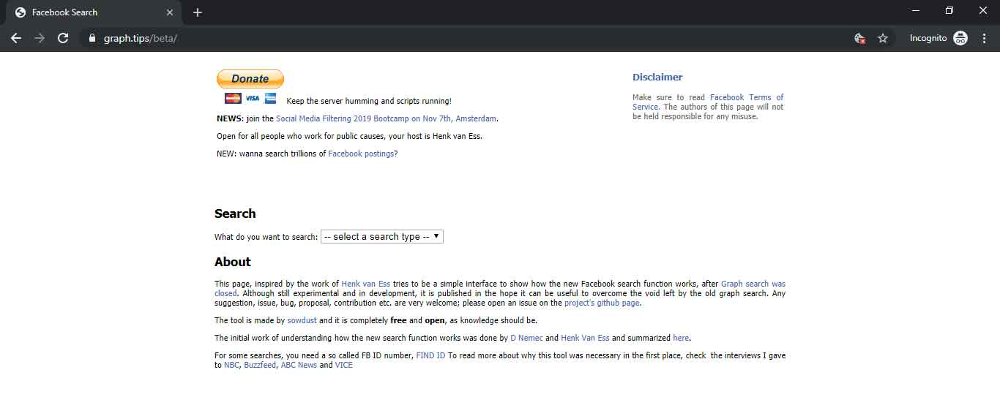 Facebook Search
graph.tips/beta/
Incognito
Donate
VISA
Keep the server humming and scripts running!
NEWS: join the Social Media Filtering 2019 Bootcamp on Nov 7th, Amsterdam.
Open for all people who work for public causes, your host is Henk van Ess.
NEW: wanna search trillions of Facebook postings?
Disclaimer
Make sure to read Facebook Terms of
Service. The authors of this page will not
be held responsible for any misuse.
Search
What do you want to search: -- select a search type --
About
This page, inspired by the work of Henk van Ess tries to be a simple interface to show how the new Facebook search function works, after Graph search was
closed. Although still experimental and in development, it is published in the hope it can be useful to overcome the void left by the old graph search. Any
suggestion, issue, bug, proposal, contribution etc. are very welcome; please open an issue on the project's github page.
The tool is made by sowdust and it is completely free and open, as knowledge should be.
The initial work of understanding how the new search function works was done by D Nemec and Henk Van Ess and summarized here.
For some searches, you need a so called FB ID number, FIND ID To read more about why this tool was necessary in the first place, check the interviews I gave
to NBC, Buzzfeed, ABC News and VICE